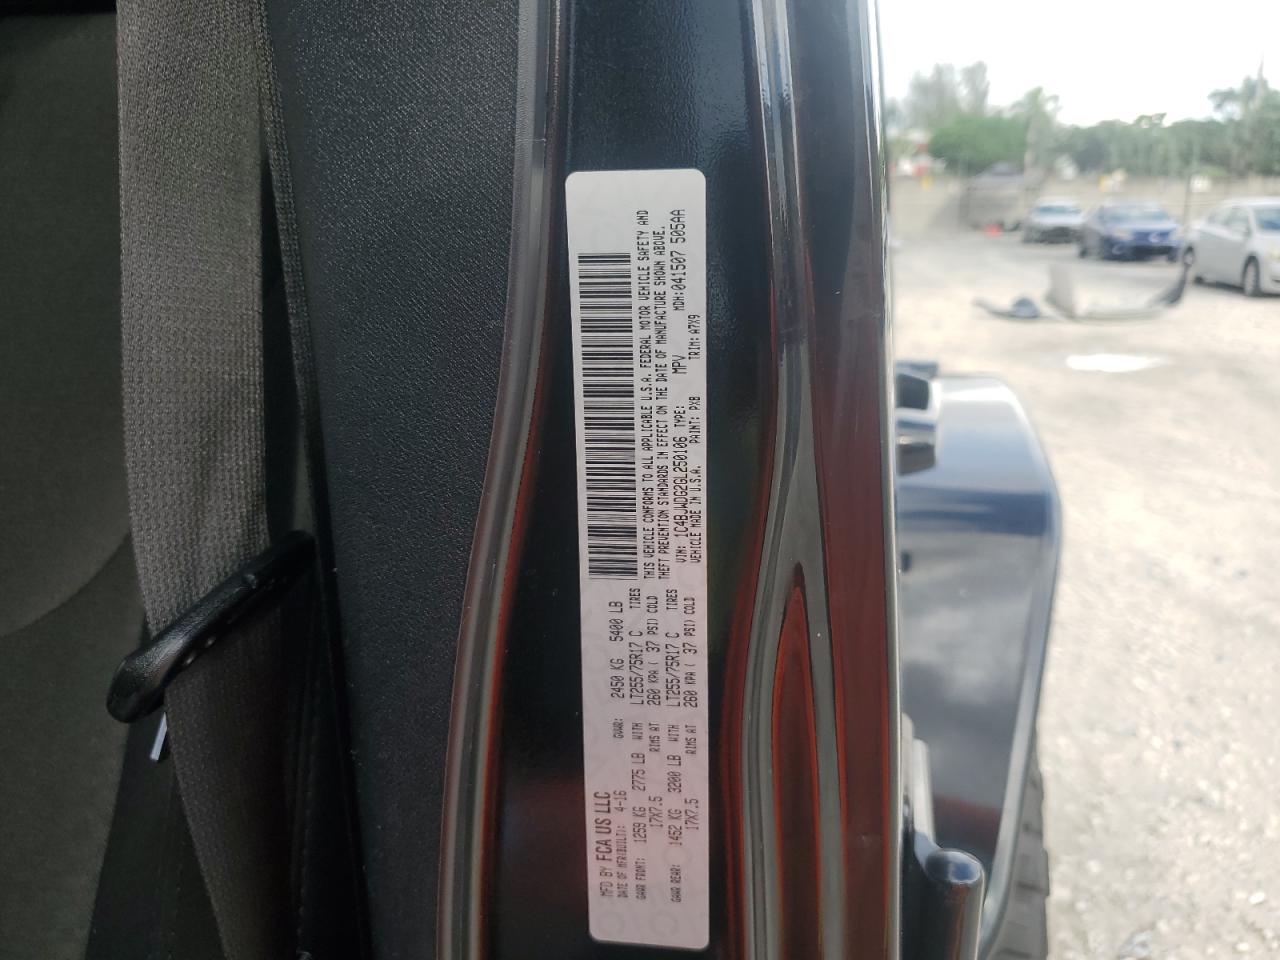 MFD BY FCA US LLC
DATE OF MFR(BUILT): 4-16 GVWR: 2450 KG 5400 LB
GAWR FRONT: 1259 KG 2775 LB WITH LT255/75R17 C TIRES
17X7.5 RIMS AT 260 KPA ( 37 PSI) COLD
GAWR REAR: 1452 KG 3200 LB WITH LT255/75R17 C TIRES
17X7.5 RIMS AT 260 KPA ( 37 PSI) COLD
THIS VEHICLE CONFORMS TO ALL APPLICABLE U.S.A. FEDERAL MOTOR VEHICLE SAFETY AND
THEFT PREVENTION STANDARDS IN EFFECT ON THE DATE OF MANUFACTURE SHOWN ABOVE.
VIN: 1C4BJWDG2GL250106 TYPE: MPV MDH:041507 505AA
VEHICLE MADE IN U.S.A. PAINT: PX8 TRIM: A7X9